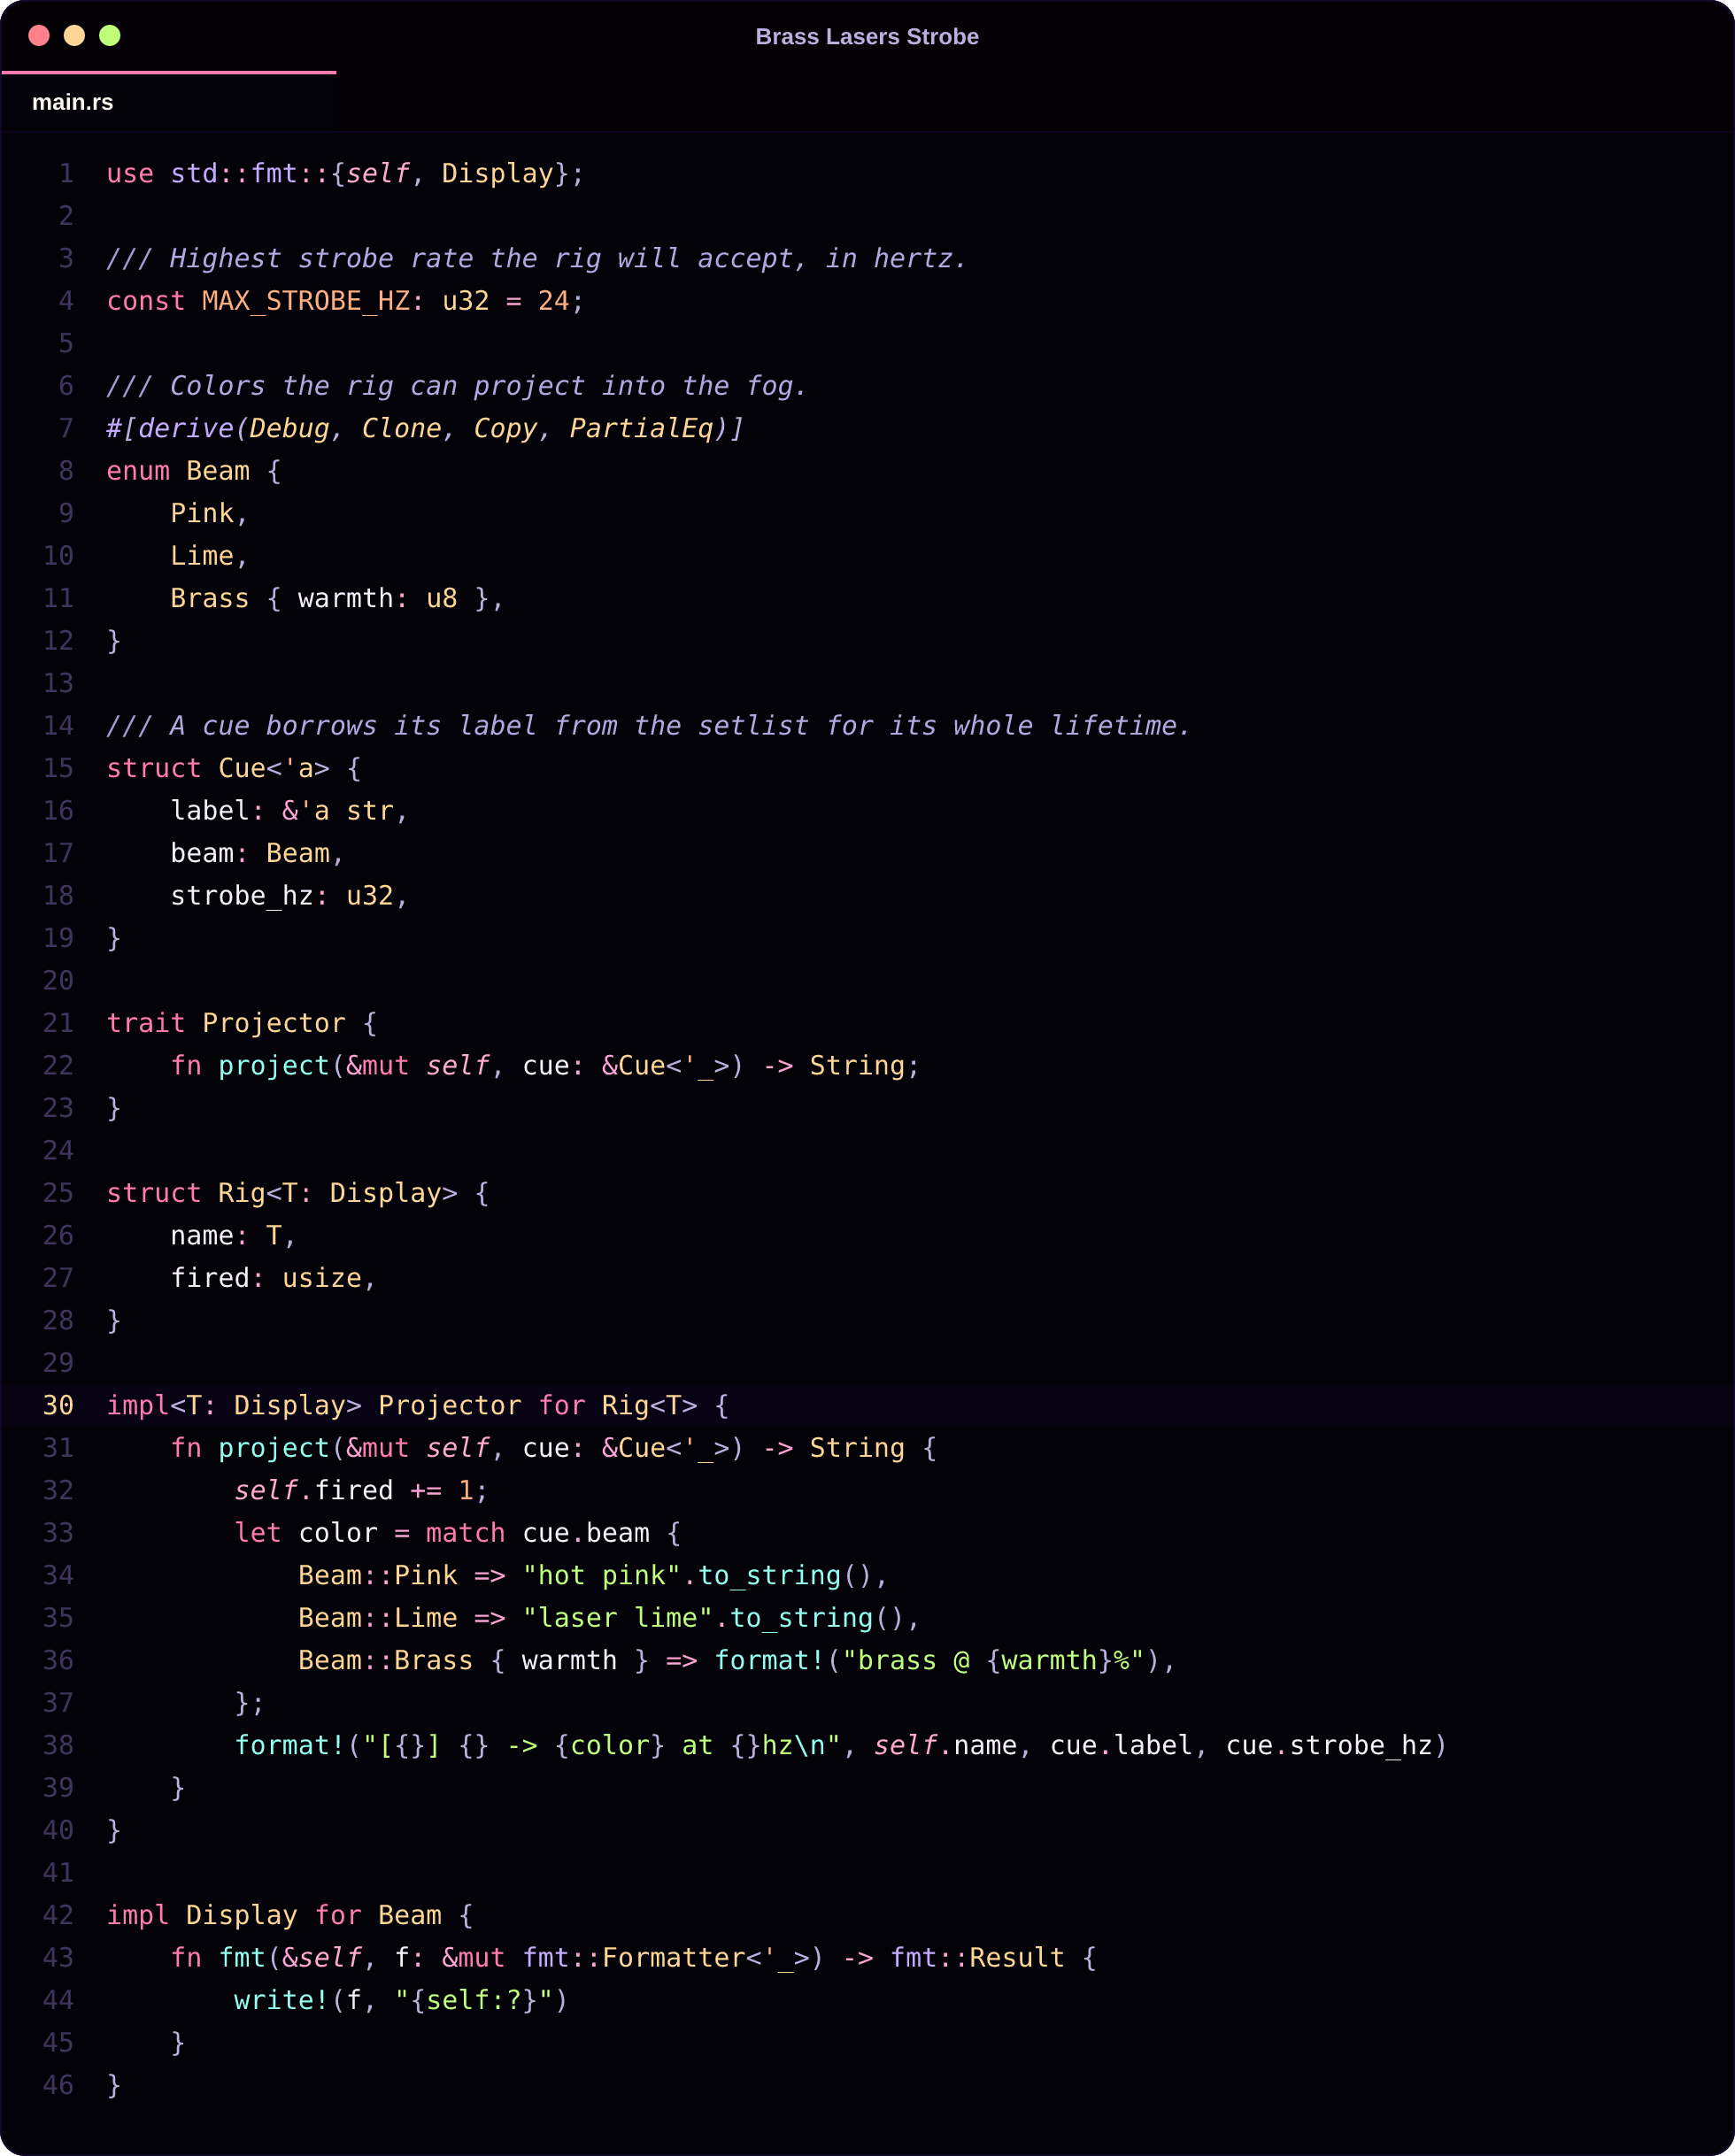 Brass Lasers Strobe
main.rs
1 use std::fmt::{self, Display};
2
3 /// Highest strobe rate the rig will accept, in hertz.
4 const MAX_STROBE_HZ: u32 = 24;
5
6 /// Colors the rig can project into the fog.
7 #[derive(Debug, Clone, Copy, PartialEq)]
8 enum Beam {
9     Pink,
10     Lime,
11     Brass { warmth: u8 },
12 }
13
14 /// A cue borrows its label from the setlist for its whole lifetime.
15 struct Cue<'a> {
16     label: &'a str,
17     beam: Beam,
18     strobe_hz: u32,
19 }
20
21 trait Projector {
22     fn project(&mut self, cue: &Cue<'_>) -> String;
23 }
24
25 struct Rig<T: Display> {
26     name: T,
27     fired: usize,
28 }
29
30 impl<T: Display> Projector for Rig<T> {
31     fn project(&mut self, cue: &Cue<'_>) -> String {
32         self.fired += 1;
33         let color = match cue.beam {
34             Beam::Pink => "hot pink".to_string(),
35             Beam::Lime => "laser lime".to_string(),
36             Beam::Brass { warmth } => format!("brass @ {warmth}%"),
37         };
38         format!("[{}] {} -> {color} at {}hz\n", self.name, cue.label, cue.strobe_hz)
39     }
40 }
41
42 impl Display for Beam {
43     fn fmt(&self, f: &mut fmt::Formatter<'_>) -> fmt::Result {
44         write!(f, "{self:?}")
45     }
46 }